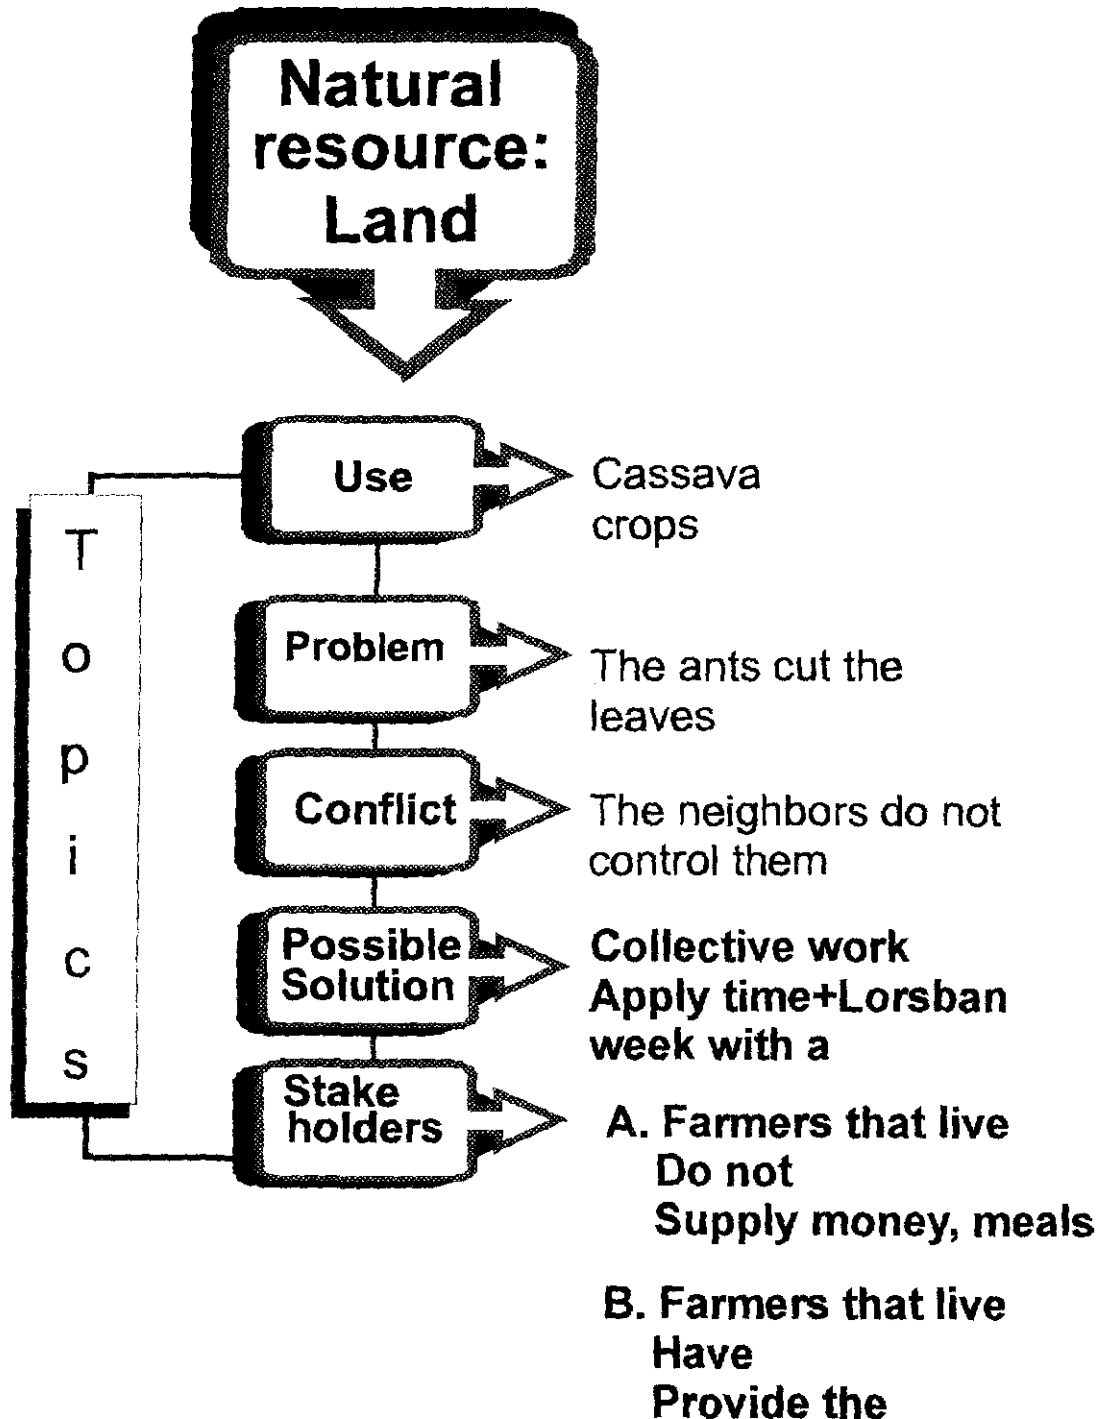 Natural
resource:
Land
Topics
Use
Cassava
crops
Problem
The ants cut the
leaves
Conflict
The neighbors do not
control them
Possible
Solution
Collective work
Apply time+Lorsban
week with a
Stake
holders
A. Farmers that live
Do not
Supply money, meals
B. Farmers that live
Have
Provide the